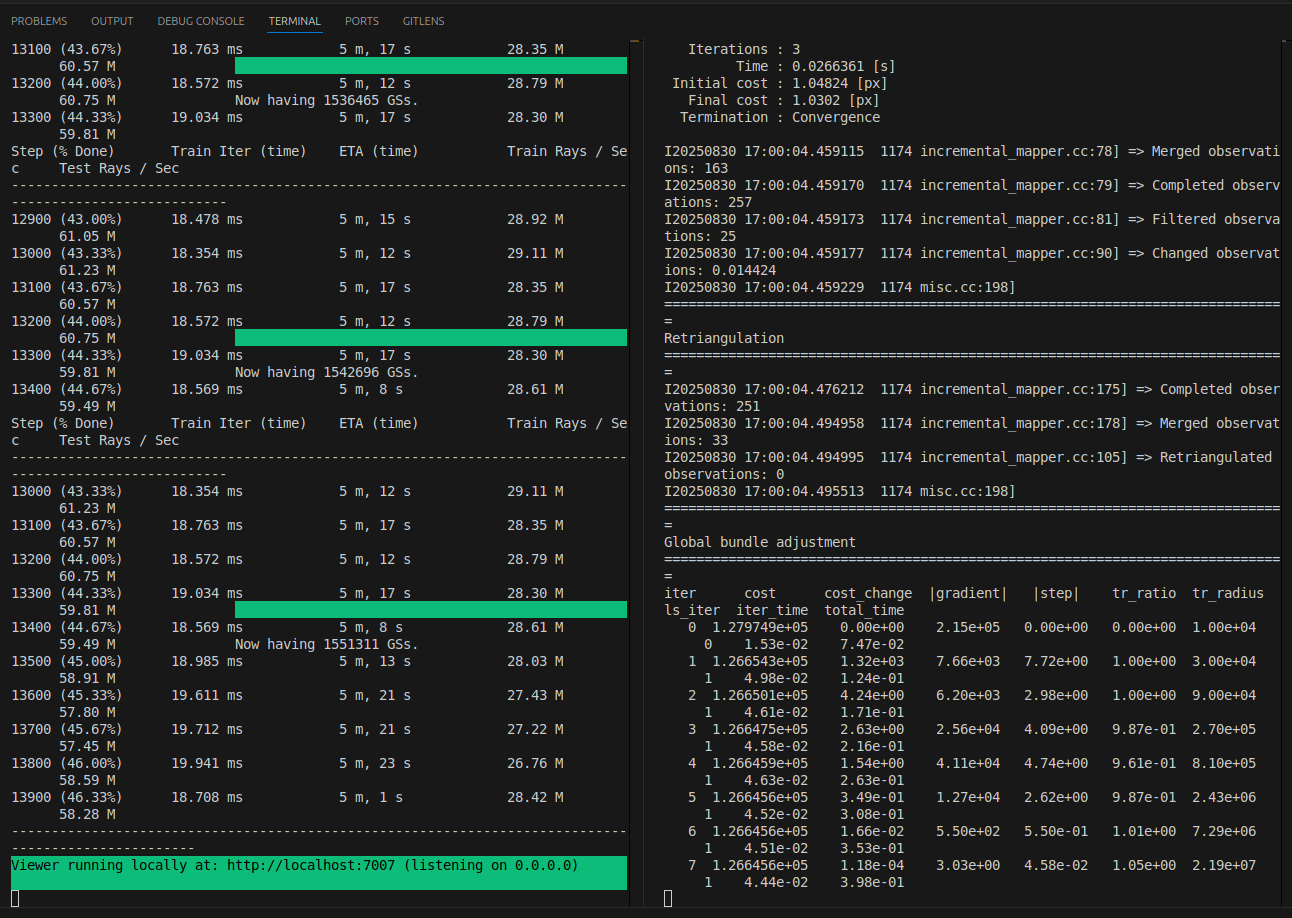 PROBLEMS OUTPUT DEBUG CONSOLE TERMINAL PORTS GITLENS
13100 (43.67%) 18.763 ms 5 m, 17 s 28.35 M
60.57 M
13200 (44.00%) 18.572 ms 5 m, 12 s 28.79 M
60.75 M Now having 1536465 GSs.
13300 (44.33%) 19.034 ms 5 m, 17 s 28.30 M
59.81 M
Step (% Done) Train Iter (time) ETA (time) Train Rays / Se
c Test Rays / Sec
-----------------------------------------------------------------------------
---------------------------
12900 (43.00%) 18.478 ms 5 m, 15 s 28.92 M
61.05 M
13000 (43.33%) 18.354 ms 5 m, 12 s 29.11 M
61.23 M
13100 (43.67%) 18.763 ms 5 m, 17 s 28.35 M
60.57 M
13200 (44.00%) 18.572 ms 5 m, 12 s 28.79 M
60.75 M
13300 (44.33%) 19.034 ms 5 m, 17 s 28.30 M
59.81 M Now having 1542696 GSs.
13400 (44.67%) 18.569 ms 5 m, 8 s 28.61 M
59.49 M
Step (% Done) Train Iter (time) ETA (time) Train Rays / Se
c Test Rays / Sec
-----------------------------------------------------------------------------
---------------------------
13000 (43.33%) 18.354 ms 5 m, 12 s 29.11 M
61.23 M
13100 (43.67%) 18.763 ms 5 m, 17 s 28.35 M
60.57 M
13200 (44.00%) 18.572 ms 5 m, 12 s 28.79 M
60.75 M
13300 (44.33%) 19.034 ms 5 m, 17 s 28.30 M
59.81 M
13400 (44.67%) 18.569 ms 5 m, 8 s 28.61 M
59.49 M Now having 1551311 GSs.
13500 (45.00%) 18.985 ms 5 m, 13 s 28.03 M
58.91 M
13600 (45.33%) 19.611 ms 5 m, 21 s 27.43 M
57.80 M
13700 (45.67%) 19.712 ms 5 m, 21 s 27.22 M
57.45 M
13800 (46.00%) 19.941 ms 5 m, 23 s 26.76 M
58.59 M
13900 (46.33%) 18.708 ms 5 m, 1 s 28.42 M
58.28 M
-----------------------------------------------------------------------------
-----------------------
Viewer running locally at: http://localhost:7007 (listening on 0.0.0.0)
Iterations : 3
Time : 0.0266361 [s]
Initial cost : 1.04824 [px]
Final cost : 1.0302 [px]
Termination : Convergence
I20250830 17:00:04.459115 1174 incremental_mapper.cc:78] => Merged observati
ons: 163
I20250830 17:00:04.459170 1174 incremental_mapper.cc:79] => Completed observ
ations: 257
I20250830 17:00:04.459173 1174 incremental_mapper.cc:81] => Filtered observa
tions: 25
I20250830 17:00:04.459177 1174 incremental_mapper.cc:90] => Changed observat
ions: 0.014424
I20250830 17:00:04.459229 1174 misc.cc:198]
=============================================================================
=
Retriangulation
=============================================================================
=
I20250830 17:00:04.476212 1174 incremental_mapper.cc:175] => Completed obser
vations: 251
I20250830 17:00:04.494958 1174 incremental_mapper.cc:178] => Merged observat
ions: 33
I20250830 17:00:04.494995 1174 incremental_mapper.cc:105] => Retriangulated
observations: 0
I20250830 17:00:04.495513 1174 misc.cc:198]
=============================================================================
=
Global bundle adjustment
=============================================================================
=
iter cost cost_change |gradient| |step| tr_ratio tr_radius
ls_iter iter_time total_time
0 1.279749e+05 0.00e+00 2.15e+05 0.00e+00 0.00e+00 1.00e+04
0 1.53e-02 7.47e-02
1 1.266543e+05 1.32e+03 7.66e+03 7.72e+00 1.00e+00 3.00e+04
1 4.98e-02 1.24e-01
2 1.266501e+05 4.24e+00 6.20e+03 2.98e+00 1.00e+00 9.00e+04
1 4.61e-02 1.71e-01
3 1.266475e+05 2.63e+00 2.56e+04 4.09e+00 9.87e-01 2.70e+05
1 4.58e-02 2.16e-01
4 1.266459e+05 1.54e+00 4.11e+04 4.74e+00 9.61e-01 8.10e+05
1 4.63e-02 2.63e-01
5 1.266456e+05 3.49e-01 1.27e+04 2.62e+00 9.87e-01 2.43e+06
1 4.52e-02 3.08e-01
6 1.266456e+05 1.66e-02 5.50e+02 5.50e-01 1.01e+00 7.29e+06
1 4.51e-02 3.53e-01
7 1.266456e+05 1.18e-04 3.03e+00 4.58e-02 1.05e+00 2.19e+07
1 4.44e-02 3.98e-01